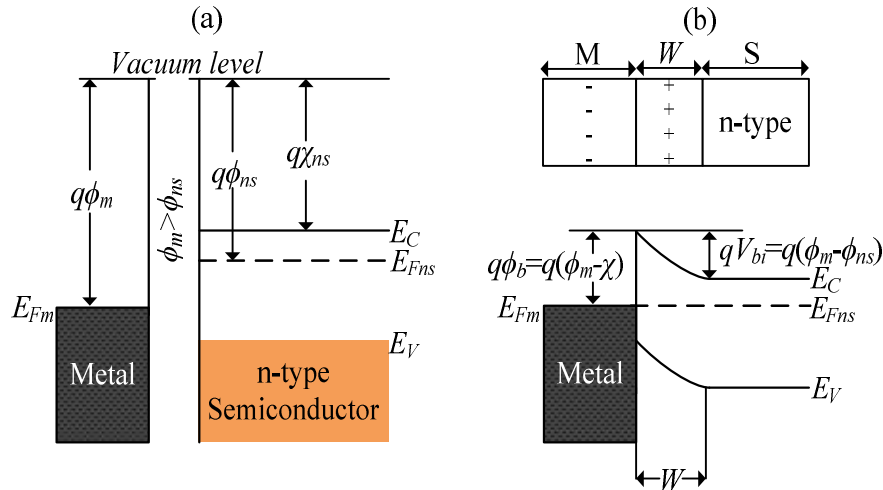 (a)
Vacuum level
qϕm
ϕm>ϕns
qϕns
qχns
EC
EFns
EFm
EV
Metal
n-type
Semiconductor
(b)
M W S
- + n-type
- +
- +
- +
qϕb=q(ϕm-χ)
qVbi=q(ϕm-ϕns)
EC
EFm
EFns
Metal
EV
W